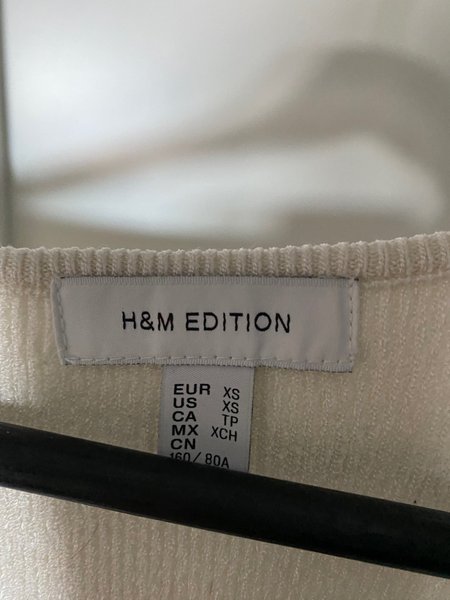 H&M EDITION
EUR XS
US XS
CA TP
MX XCH
CN
160/80A